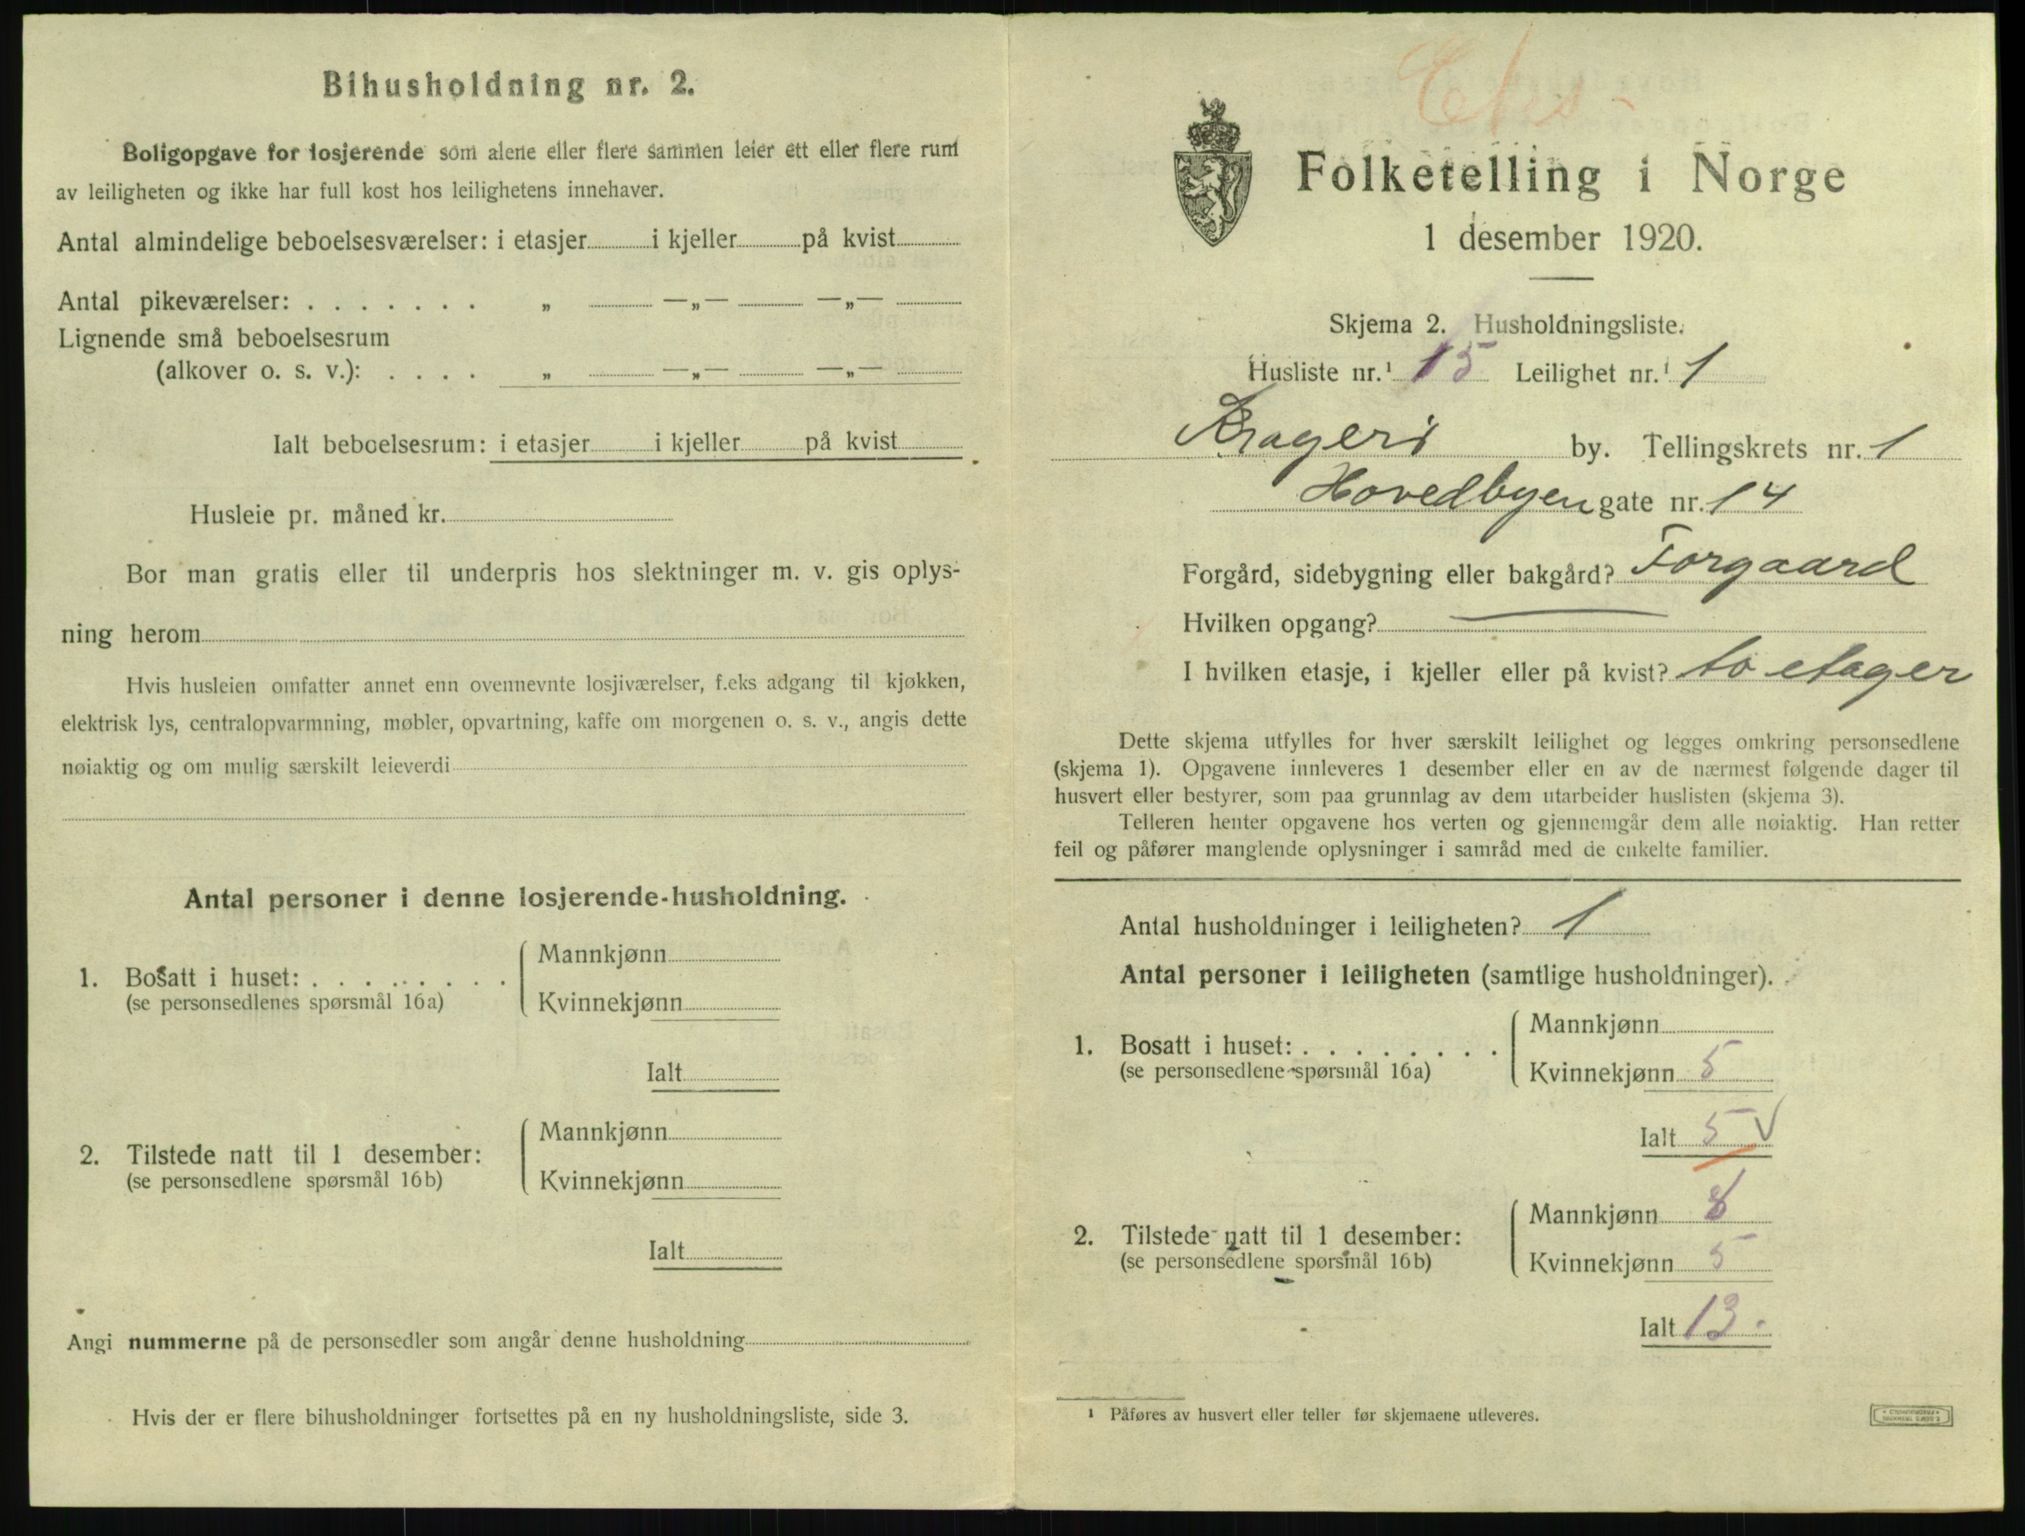 Bihusholdning nr. 2.
Boligopgave for losjerende som alene eller flere sammen leier ett eller flere rum
av leiligheten og ikke har full kost hos leilighetens innehaver.
Antal almindelige beboelsesværelser: i etasjer i kjeller på kvist
Antal pikeværelser: . . . . . . . „ —„— —„—
Lignende små beboelsesrum
(alkover o. s. v.): . . . . „ —„— —„—
Ialt beboelsesrum: i etasjer i kjeller på kvist
Husleie pr. måned kr.
Bor man gratis eller til underpris hos slektninger m. v. gis oplys-
ning herom
Hvis husleien omfatter annet enn ovennevnte losjiværelser, f.eks adgang til kjøkken,
elektrisk lys, centralopvarmning, møbler, opvartning, kaffe om morgenen o. s. v., angis dette
nøiaktig og om mulig særskilt leieverdi
Antal personer i denne losjerende-husholdning.
1. Bosatt i huset: . . . . . . . . Mannkjønn
(se personsedlenes spørsmål 16a) Kvinnekjønn
Ialt
2. Tilstede natt til 1 desember: Mannkjønn
(se personsedlene spørsmål 16b) Kvinnekjønn
Ialt
Angi nummerne på de personsedler som angår denne husholdning
Hvis der er flere bihusholdninger fortsettes på en ny husholdningsliste, side 3.
Folketelling i Norge
1 desember 1920.
Skjema 2. Husholdningsliste.
Husliste nr.¹ 15 Leilighet nr.¹ 1
Kragerø by. Tellingskrets nr. 1
Hovedbyen gate nr. 14
Forgård, sidebygning eller bakgård? Forgaard
Hvilken opgang? —
I hvilken etasje, i kjeller eller på kvist? to etager
Dette skjema utfylles for hver særskilt leilighet og legges omkring personsedlene
(skjema 1). Opgavene innleveres 1 desember eller en av de nærmest følgende dager til
husvert eller bestyrer, som paa grunnlag av dem utarbeider huslisten (skjema 3).
Telleren henter opgavene hos verten og gjennemgår dem alle nøiaktig. Han retter
feil og påfører manglende oplysninger i samråd med de enkelte familier.
Antal husholdninger i leiligheten? 1
Antal personer i leiligheten (samtlige husholdninger).
1. Bosatt i huset: . . . . . . . . Mannkjønn
(se personsedlene spørsmål 16a) Kvinnekjønn 5
Ialt 5 V
2. Tilstede natt til 1 desember: Mannkjønn 8
(se personsedlene spørsmål 16b) Kvinnekjønn 5
Ialt 13.
¹ Påføres av husvert eller teller før skjemaene utleveres.